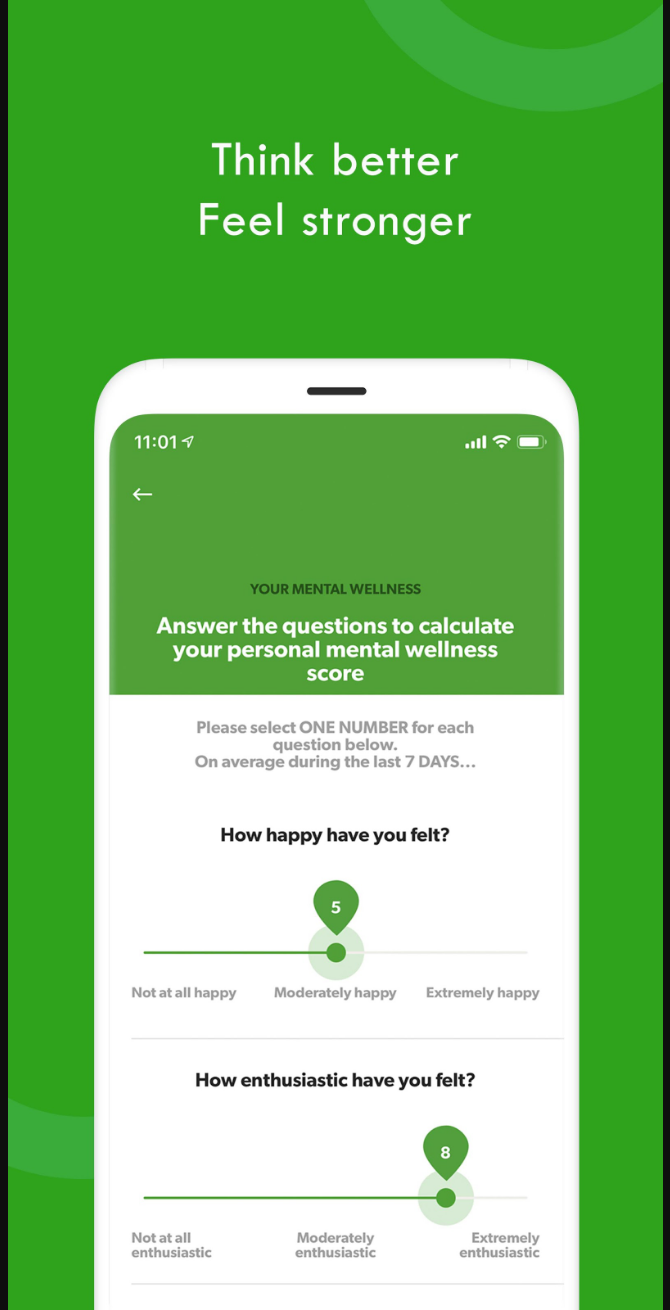 Think better
Feel stronger
11:01
YOUR MENTAL WELLNESS
Answer the questions to calculate
your personal mental wellness
score
Please select ONE NUMBER for each
question below.
On average during the last 7 DAYS...
How happy have you felt?
5
Not at all happy
Moderately happy
Extremely happy
How enthusiastic have you felt?
8
Not at all
enthusiastic
Moderately
enthusiastic
Extremely
enthusiastic